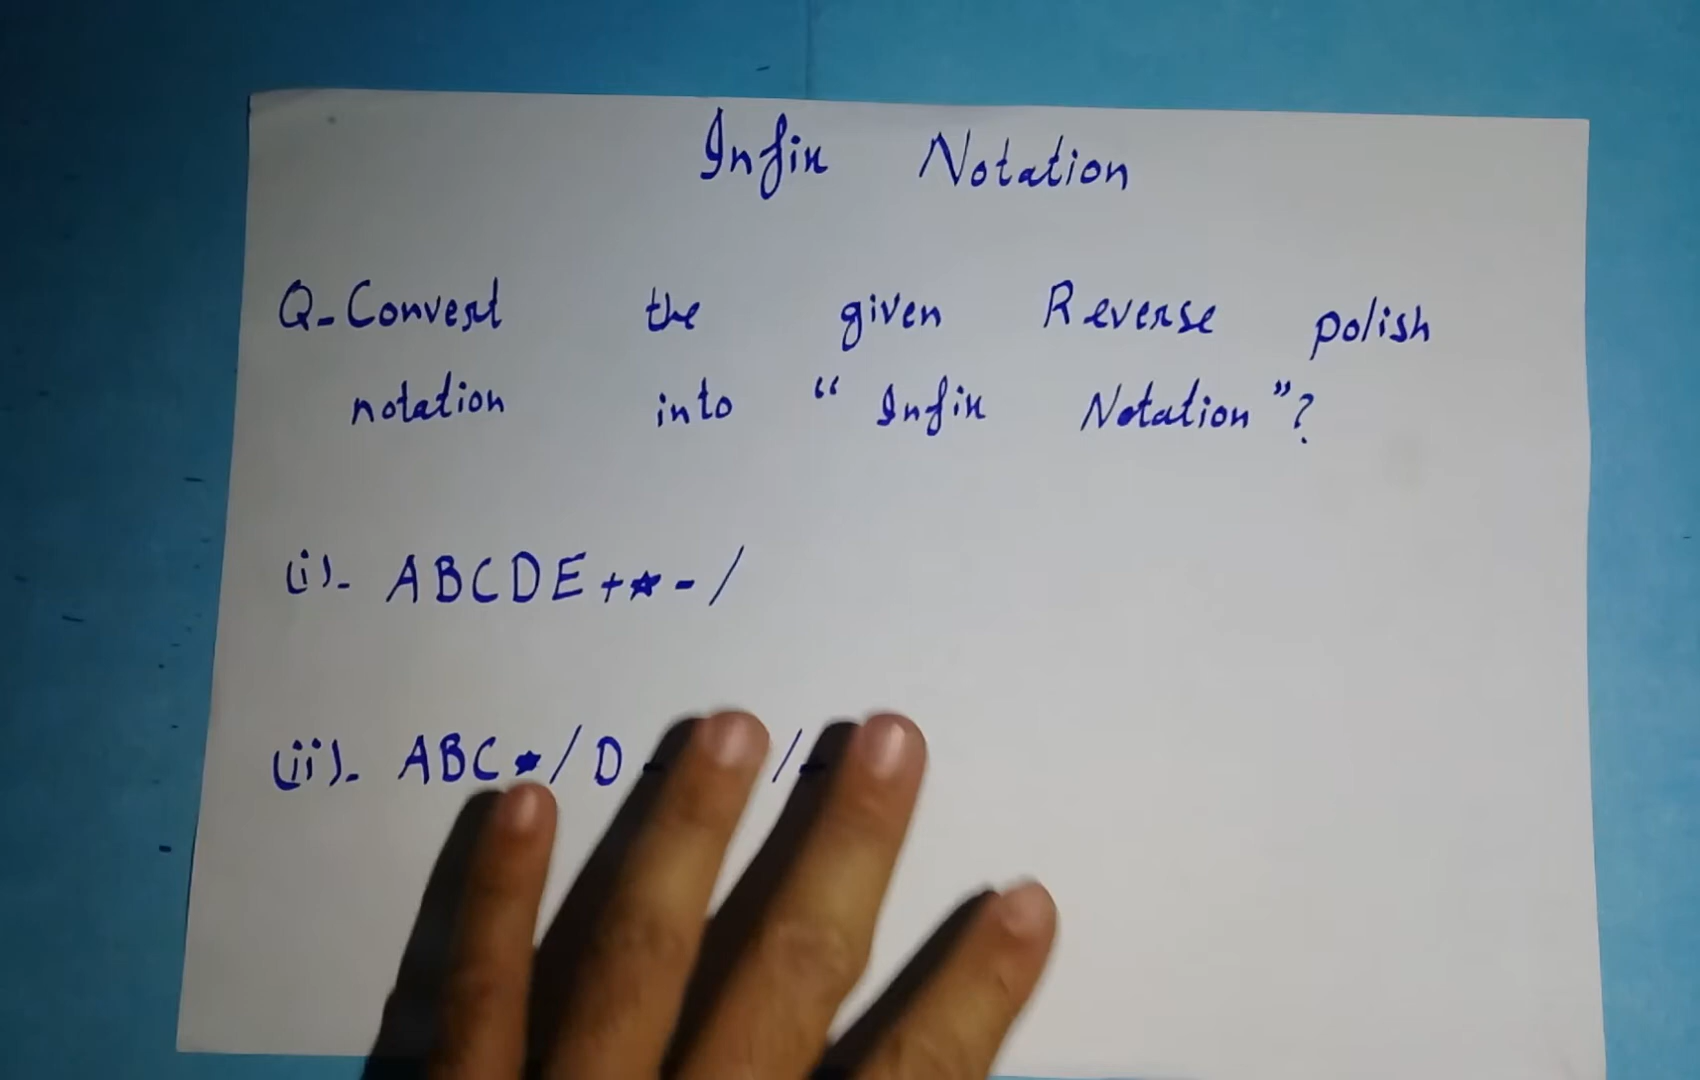 Infix Notation
Q-Convert the given Reverse polish
notation into “Infix Notation”?
(i)- ABCDE+*-/
(ii)- ABC*/D- /-